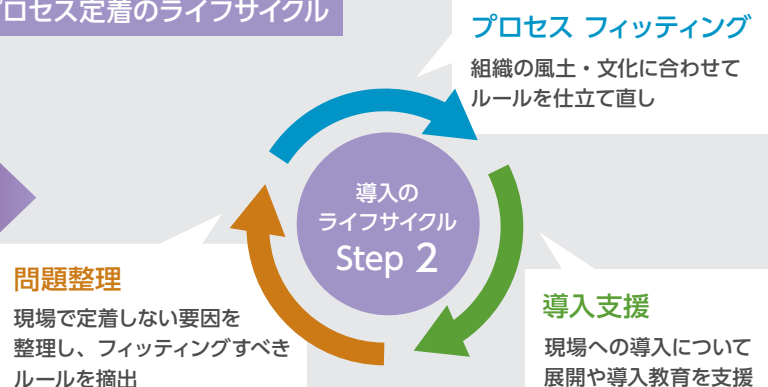 プロセス定着のライフサイクル
プロセス フィッティング
組織の風土・文化に合わせて
ルールを仕立て直し
導入の
ライフサイクル
Step 2
問題整理
現場で定着しない要因を
整理し、フィッティングすべき
ルールを摘出
導入支援
現場への導入について
展開や導入教育を支援